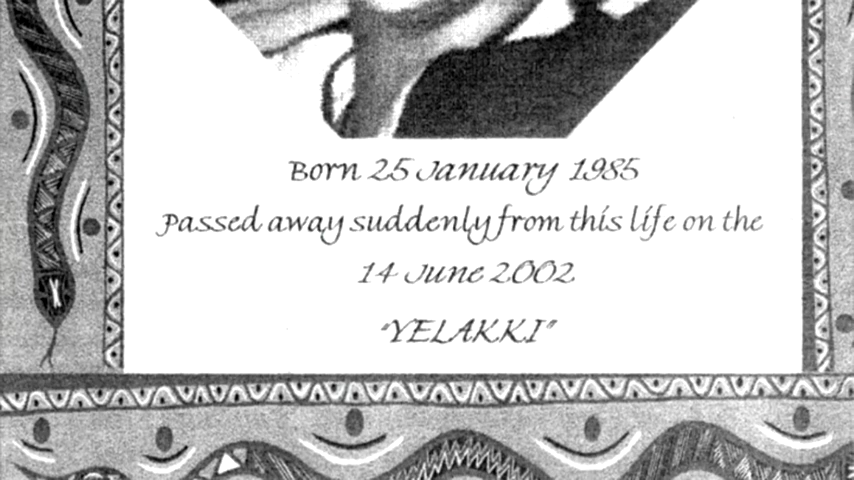 Born 25 January 1985
Passed away suddenly from this life on the
14 June 2002
"YELAKKI"